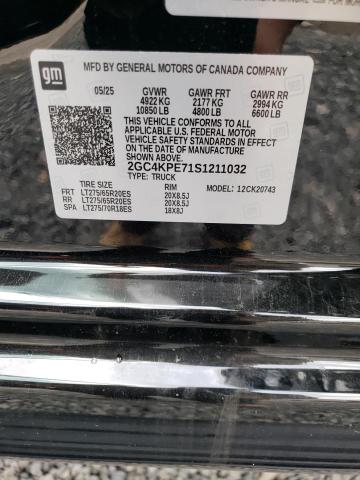 gm
MFD BY GENERAL MOTORS OF CANADA COMPANY
05/25 GVWR GAWR FRT GAWR RR
4922 KG 2177 KG 2994 KG
10850 LB 4800 LB 6600 LB
THIS VEHICLE CONFORMS TO ALL
APPLICABLE U.S. FEDERAL MOTOR
VEHICLE SAFETY STANDARDS IN
EFFECT ON THE DATE OF
MANUFACTURE SHOWN ABOVE.
2GC4KPE71S1211032
TYPE: TRUCK
TIRE SIZE RIM MODEL: 12CK20743
FRT LT275/65R20ES 20X8.5J
RR LT275/65R20ES 20X8.5J
SPA LT275/70R18ES 18X8J